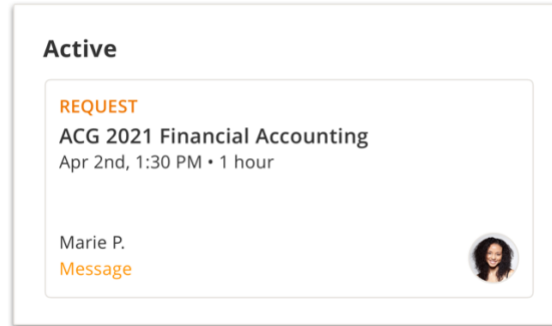 Active
REQUEST
ACG 2021 Financial Accounting
Apr 2nd, 1:30 PM • 1 hour
Marie P.
Message